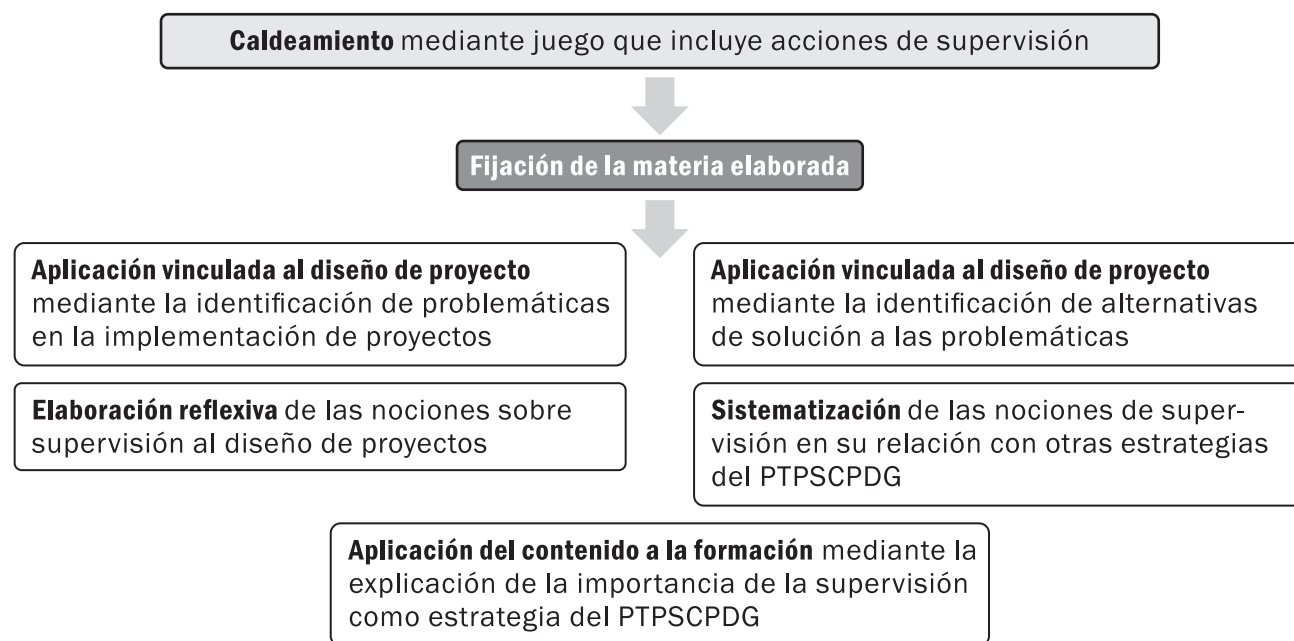 Caldeamiento mediante juego que incluye acciones de supervisión
Fijación de la materia elaborada
Aplicación vinculada al diseño de proyecto
mediante la identificación de problemáticas
en la implementación de proyectos
Aplicación vinculada al diseño de proyecto
mediante la identificación de alternativas
de solución a las problemáticas
Elaboración reflexiva de las nociones sobre
supervisión al diseño de proyectos
Sistematización de las nociones de super-
visión en su relación con otras estrategias
del PTPSCPDG
Aplicación del contenido a la formación mediante la
explicación de la importancia de la supervisión
como estrategia del PTPSCPDG